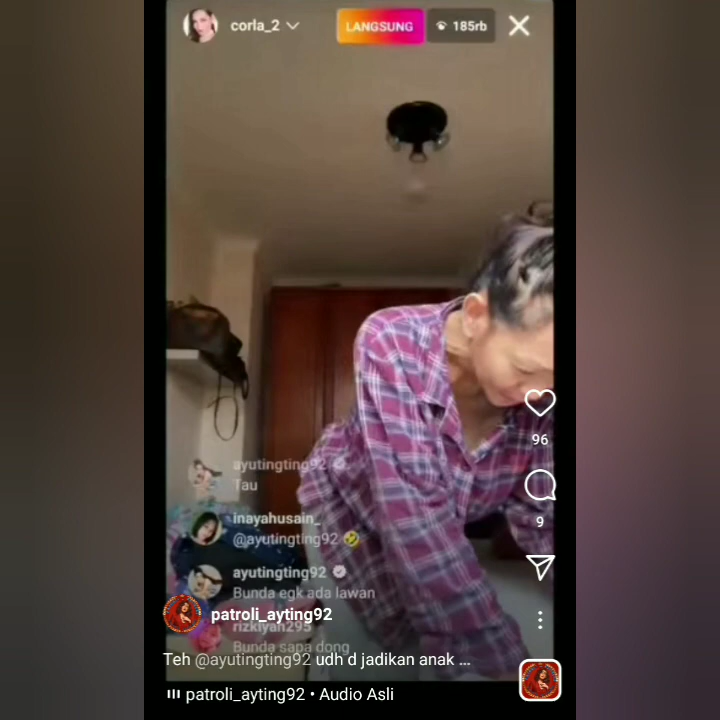 corla_2
LANGSUNG
185rb
ayutingting92
Tau
inayahusain_
@ayutingting92 🤣
ayutingting92
Bunda egk ada lawan
patroli_ayting92
rizkiyah295
Bunda sapa dong
Teh @ayutingting92 udh d jadikan anak ...
patroli_ayting92 • Audio Asli
96
9